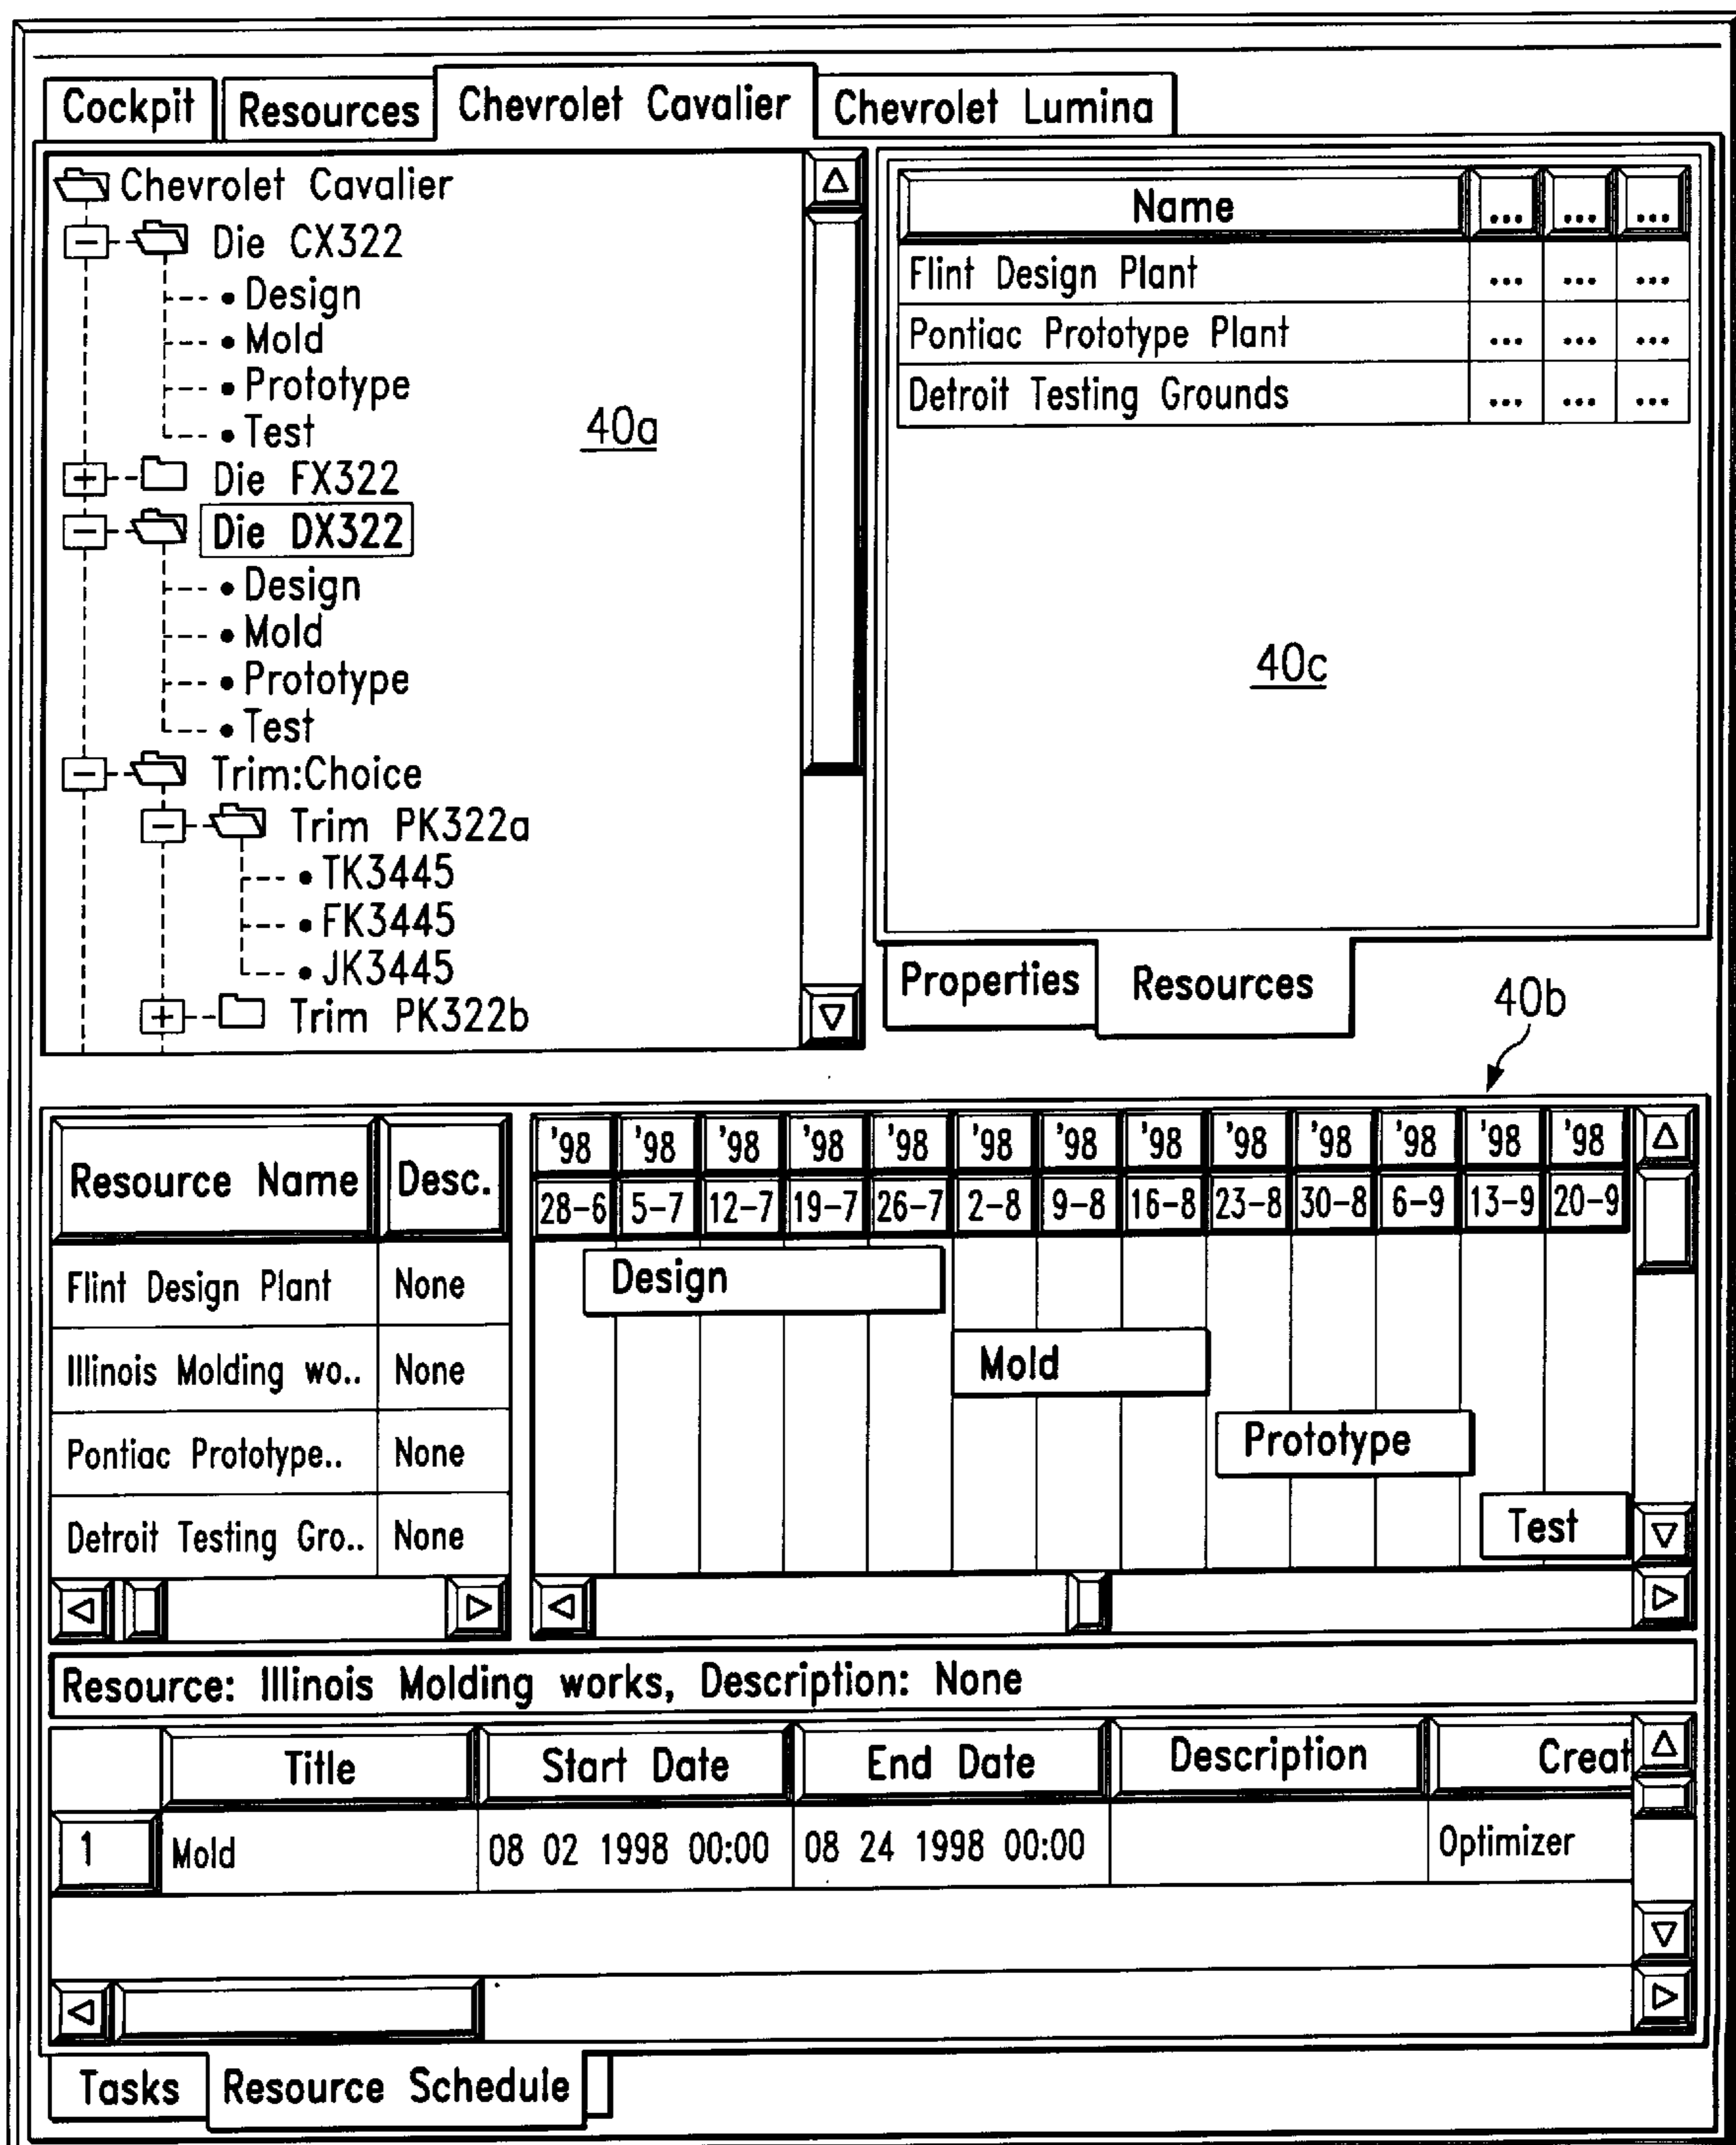 Cockpit Resources Chevrolet Cavalier Chevrolet Lumina
Chevrolet Cavalier
Die CX322
Design
Mold
Prototype
Test
40a
Die FX322
Die DX322
Design
Mold
Prototype
Test
Trim:Choice
Trim PK322a
TK3445
FK3445
JK3445
Trim PK322b
Name ... ... ...
Flint Design Plant ... ... ...
Pontiac Prototype Plant ... ... ...
Detroit Testing Grounds ... ... ...
40c
Properties Resources
40b
Resource Name Desc.
'98 '98 '98 '98 '98 '98 '98 '98 '98 '98 '98 '98 '98
28-6 5-7 12-7 19-7 26-7 2-8 9-8 16-8 23-8 30-8 6-9 13-9 20-9
Flint Design Plant None Design
Illinois Molding wo.. None Mold
Pontiac Prototype.. None Prototype
Detroit Testing Gro.. None Test
Resource: Illinois Molding works, Description: None
Title Start Date End Date Description Creat
1 Mold 08 02 1998 00:00 08 24 1998 00:00 Optimizer
Tasks Resource Schedule